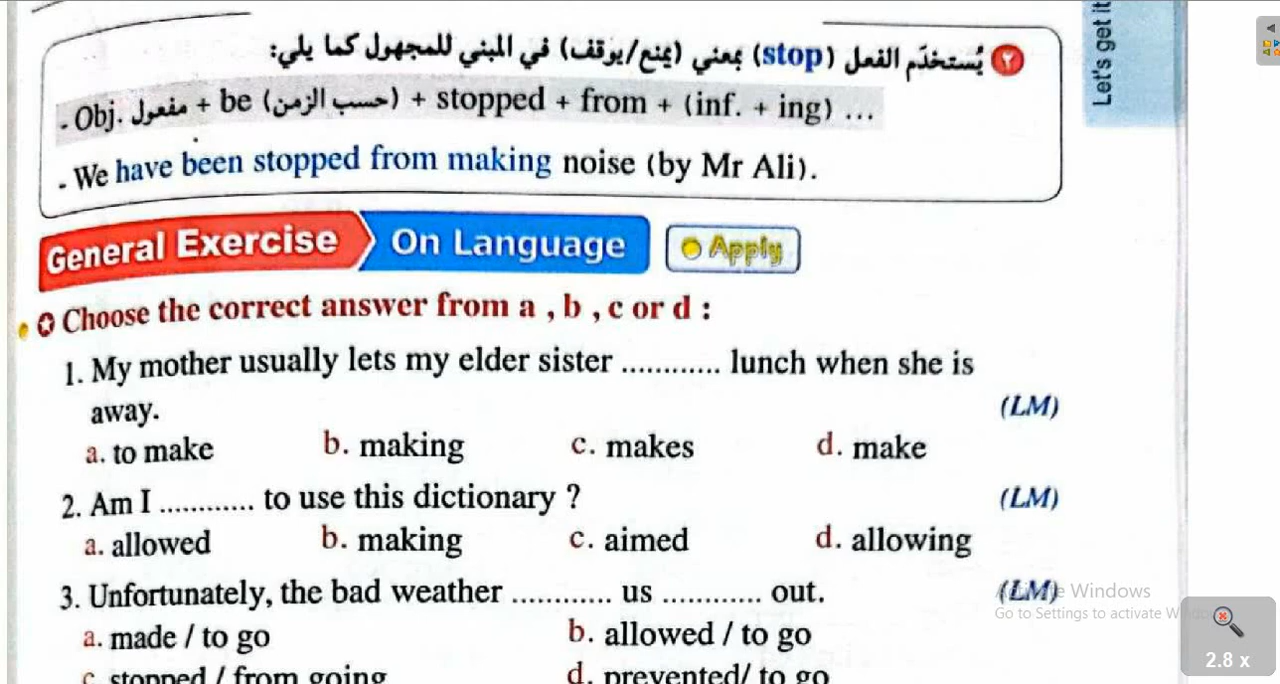 Let's get it
٢ يُستخدَم الفعل (stop) بمعنى (يمنع/يوقف) في المبني للمجهول كما يلي:
- Obj. مفعول + be (حسب الزمن) + stopped + from + (inf. + ing) ...
- We have been stopped from making noise (by Mr Ali).
General Exercise On Language Apply
✪ Choose the correct answer from a , b , c or d :
1. My mother usually lets my elder sister ............ lunch when she is
away. (LM)
a. to make b. making c. makes d. make
2. Am I ............ to use this dictionary ? (LM)
a. allowed b. making c. aimed d. allowing
3. Unfortunately, the bad weather ............ us ............ out. (LM)
a. made / to go b. allowed / to go
c. stopped / from going d. prevented/ to go
Windows
Go to Settings to activate
2.8 x